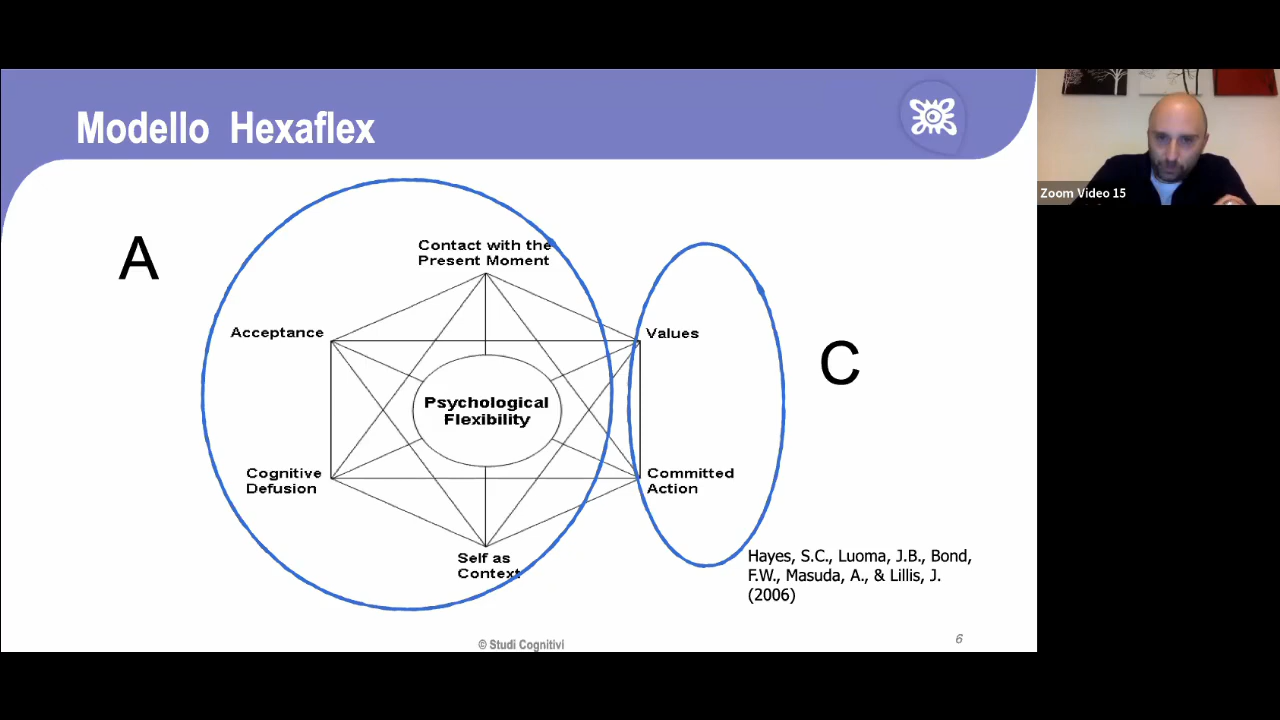 Modello Hexaflex
Zoom Video 15
A
Contact with the
Present Moment
Acceptance
Values
C
Psychological
Flexibility
Cognitive
Defusion
Committed
Action
Self as
Context
Hayes, S.C., Luoma, J.B., Bond,
F.W., Masuda, A., & Lillis, J.
(2006)
© Studi Cognitivi
6